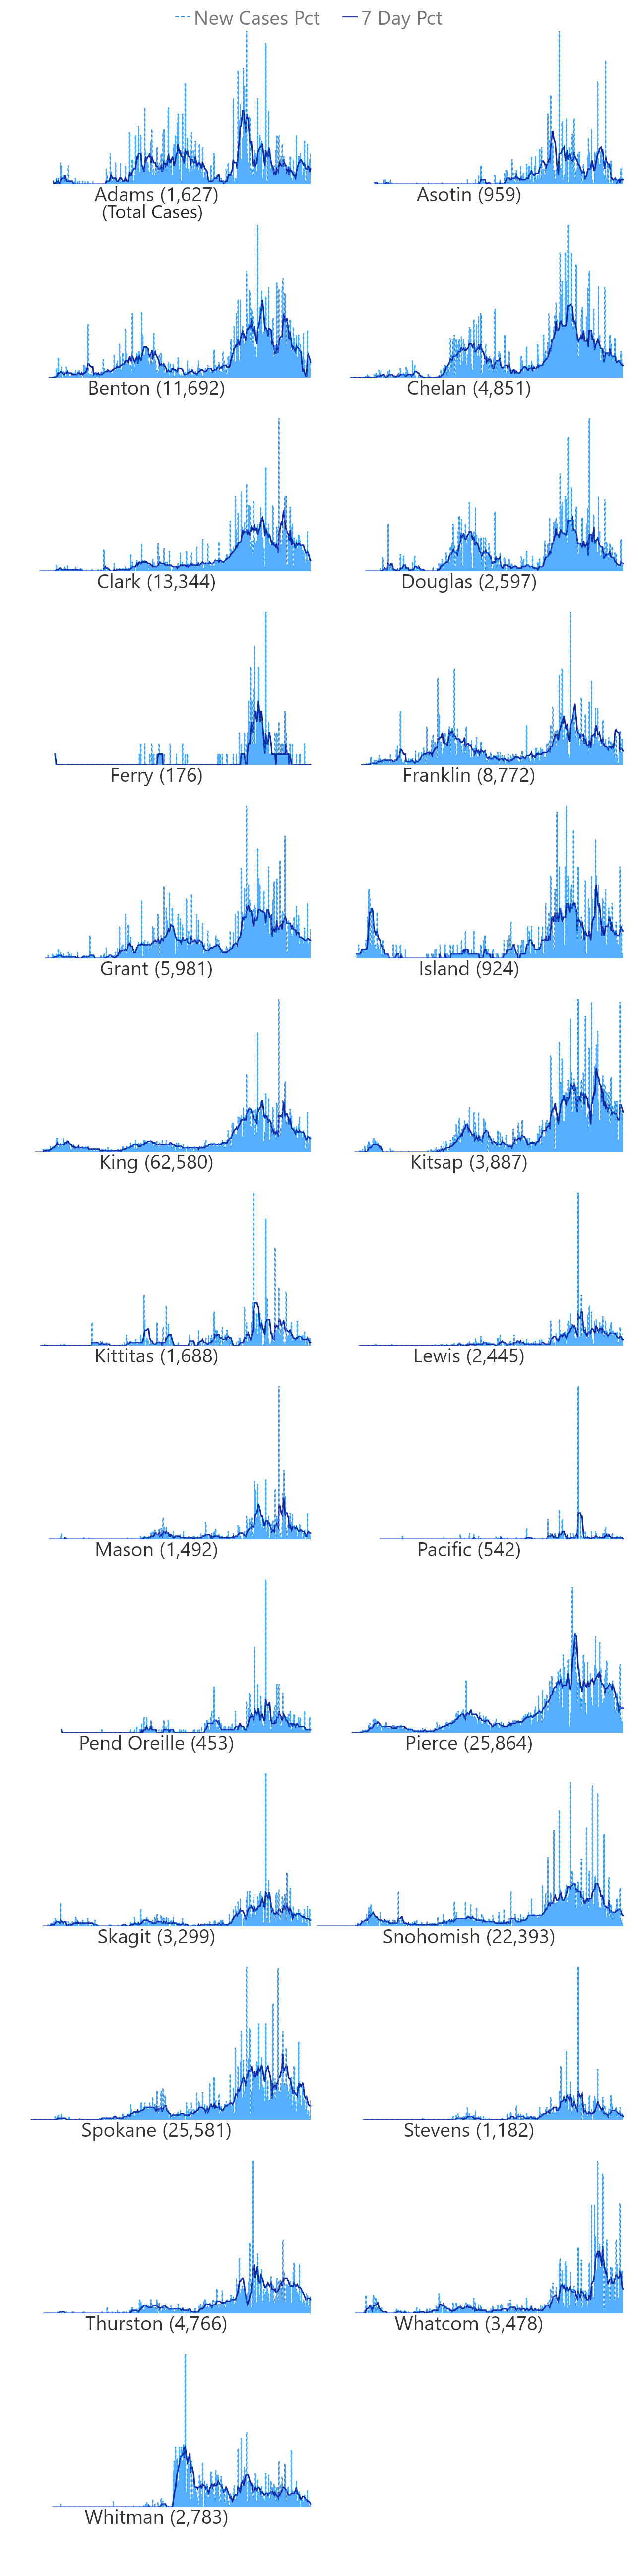 New Cases Pct 7 Day Pct
Adams (1,627)
(Total Cases)
Asotin (959)
Benton (11,692)
Chelan (4,851)
Clark (13,344)
Douglas (2,597)
Ferry (176)
Franklin (8,772)
Grant (5,981)
Island (924)
King (62,580)
Kitsap (3,887)
Kittitas (1,688)
Lewis (2,445)
Mason (1,492)
Pacific (542)
Pend Oreille (453)
Pierce (25,864)
Skagit (3,299)
Snohomish (22,393)
Spokane (25,581)
Stevens (1,182)
Thurston (4,766)
Whatcom (3,478)
Whitman (2,783)